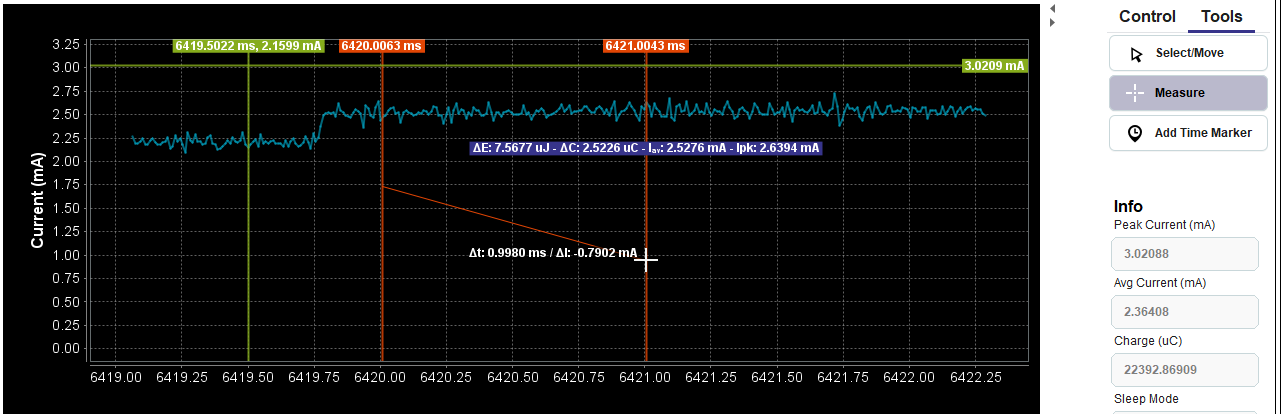 Control Tools
6419.5022 ms, 2.1599 mA 6420.0063 ms 6421.0043 ms
3.0209 mA
Current (mA)
3.25
3.00
2.75
2.50
2.25
2.00
1.75
1.50
1.25
1.00
0.75
0.50
0.25
0.00
ΔE: 7.5677 uJ - ΔC: 2.5226 uC - Iav: 2.5276 mA - Ipk: 2.6394 mA
Δt: 0.9980 ms / ΔI: -0.7902 mA
6419.00 6419.25 6419.50 6419.75 6420.00 6420.25 6420.50 6420.75 6421.00 6421.25 6421.50 6421.75 6422.00 6422.25
Select/Move
Measure
Add Time Marker
Info
Peak Current (mA)
3.02088
Avg Current (mA)
2.36408
Charge (uC)
22392.86909
Sleep Mode